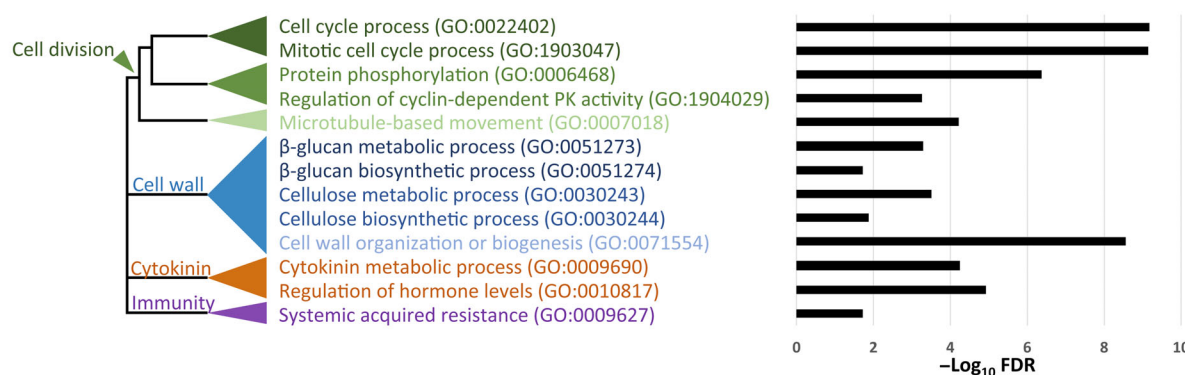 Cell division
Cell cycle process (GO:0022402)
Mitotic cell cycle process (GO:1903047)
Protein phosphorylation (GO:0006468)
Regulation of cyclin-dependent PK activity (GO:1904029)
Microtubule-based movement (GO:0007018)
Cell wall
β-glucan metabolic process (GO:0051273)
β-glucan biosynthetic process (GO:0051274)
Cellulose metabolic process (GO:0030243)
Cellulose biosynthetic process (GO:0030244)
Cell wall organization or biogenesis (GO:0071554)
Cytokinin
Cytokinin metabolic process (GO:0009690)
Regulation of hormone levels (GO:0010817)
Immunity
Systemic acquired resistance (GO:0009627)
0 2 4 6 8 10
–Log10 FDR